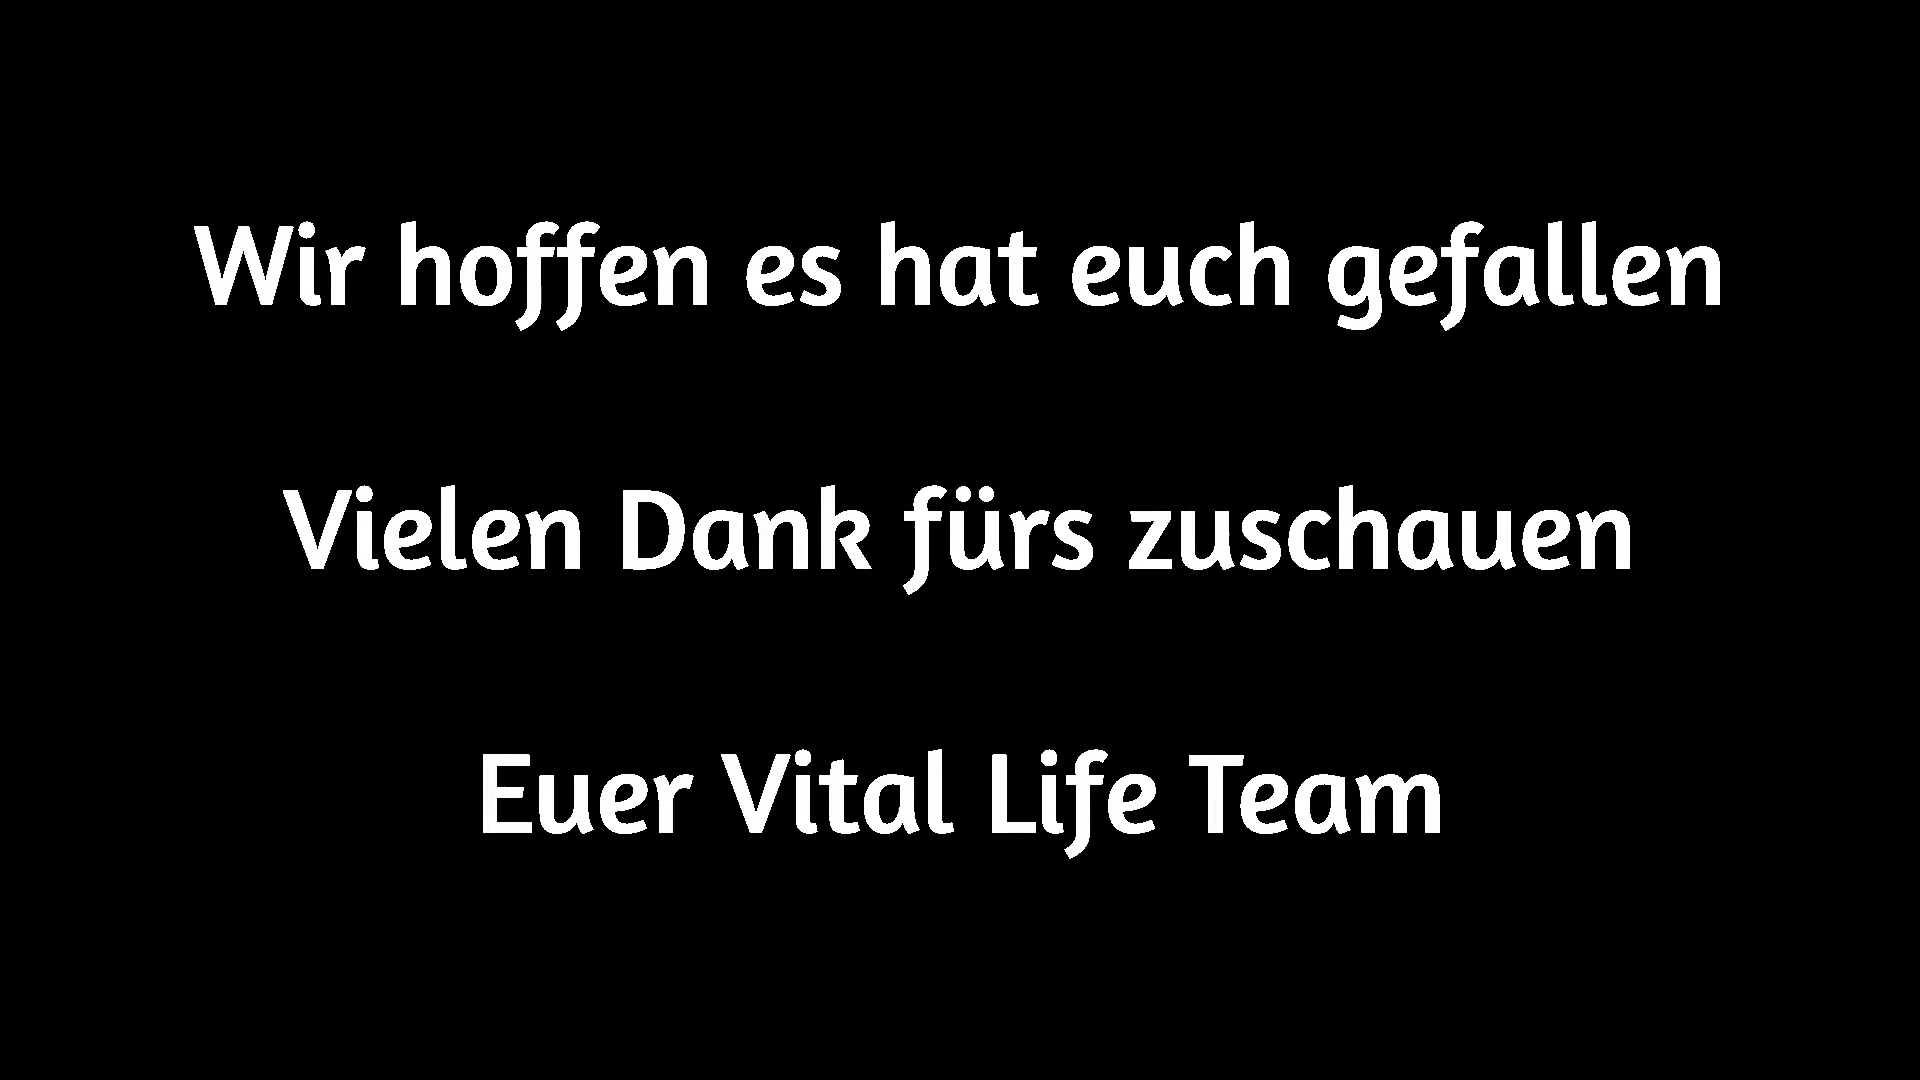 Wir hoffen es hat euch gefallen
Vielen Dank fürs zuschauen
Euer Vital Life Team